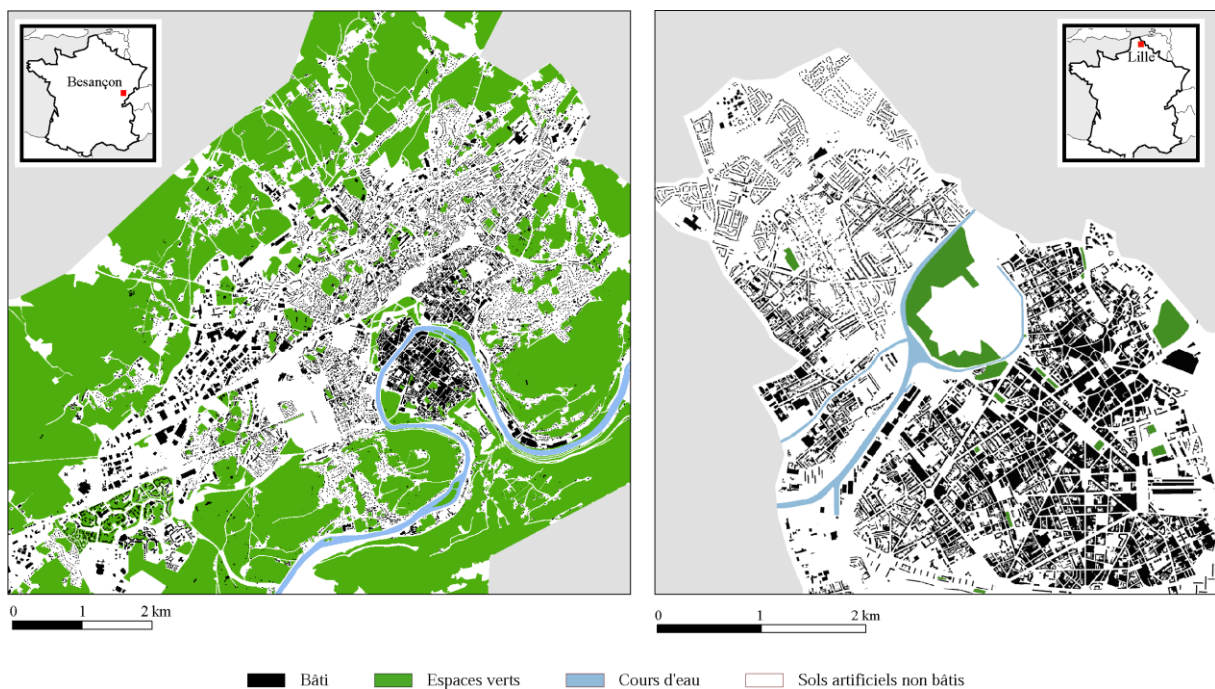 Besançon
Lille
0 1 2 km
0 1 2 km
Bâti Espaces verts Cours d'eau Sols artificiels non bâtis